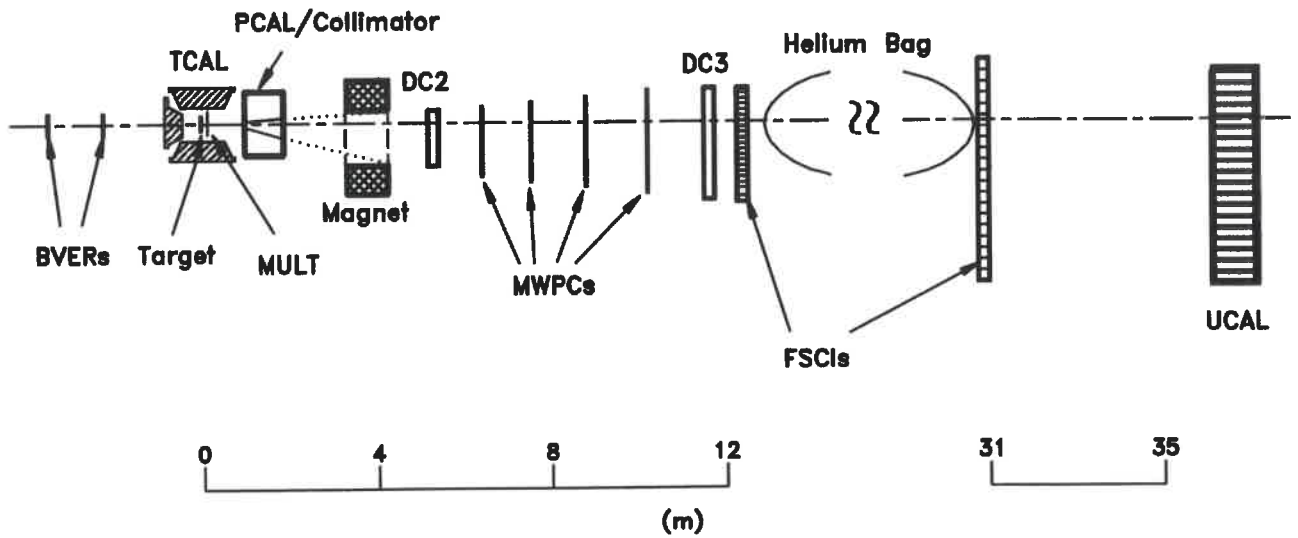 PCAL/Collimator
TCAL
DC2
DC3
Helium Bag
Magnet
BVERs
Target
MULT
MWPCs
FSCIs
UCAL
0
4
8
12
31
35
(m)